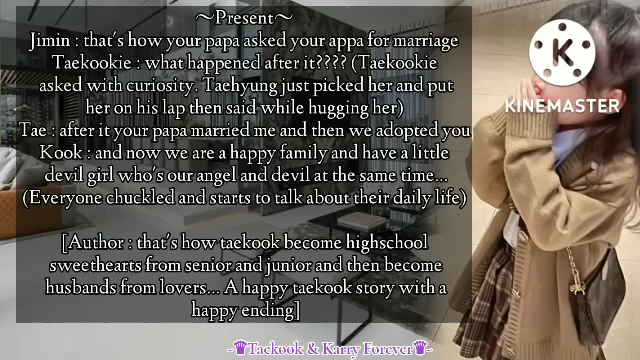 ~Present~
Jimin : that's how your papa asked your appa for marriage
Taekookie : what happened after it???? (Taekookie
asked with curiosity. Taehyung just picked her and put
her on his lap then said while hugging her)
Tae : after it your papa married me and then we adopted you
Kook : and now we are a happy family and have a little
devil girl who's our angel and devil at the same time...
(Everyone chuckled and starts to talk about their daily life)
[Author : that's how taekook become highschool
sweethearts from senior and junior and then become
husbands from lovers... A happy taekook story with a
happy ending]
K
KINEMASTER
-♛Taekook & Karry Forever♛-